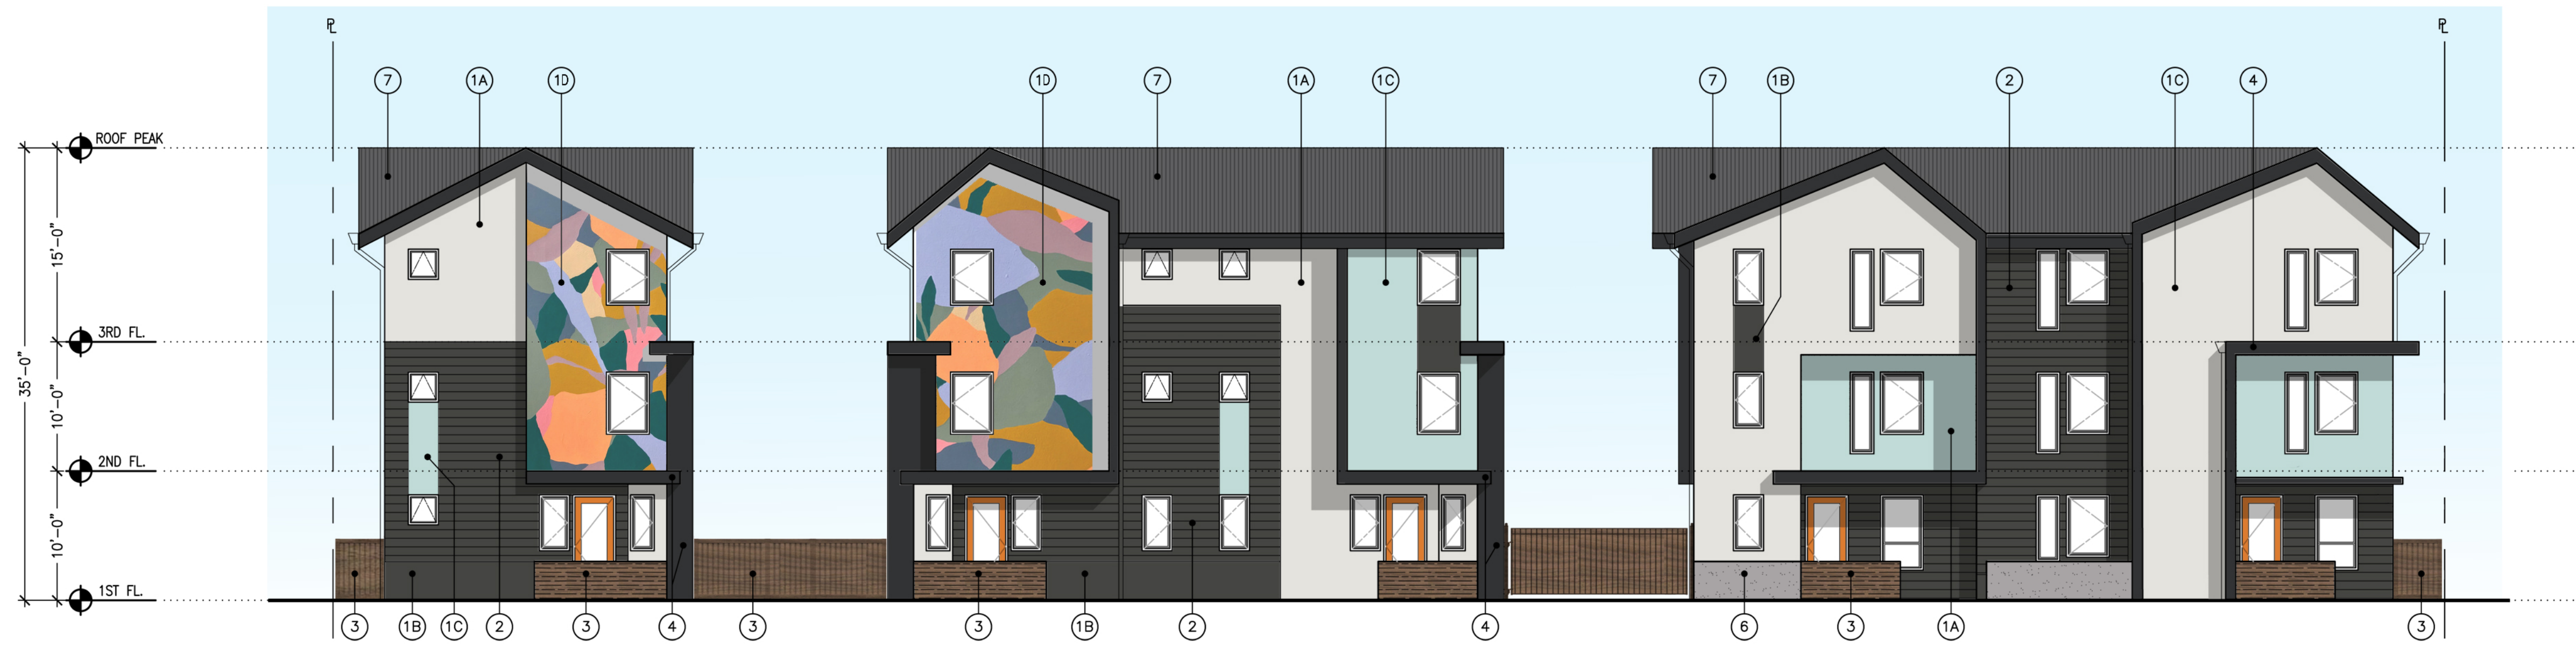 PL PL
7 1A 1D 1D 7 1A 1C 7 1B 2 1C 4
ROOF PEAK
15'-0"
3RD FL.
35'-0"
10'-0"
2ND FL.
10'-0"
1ST FL.
3 1B 1C 2 3 4 3 3 1B 2 4 6 3 1A 3